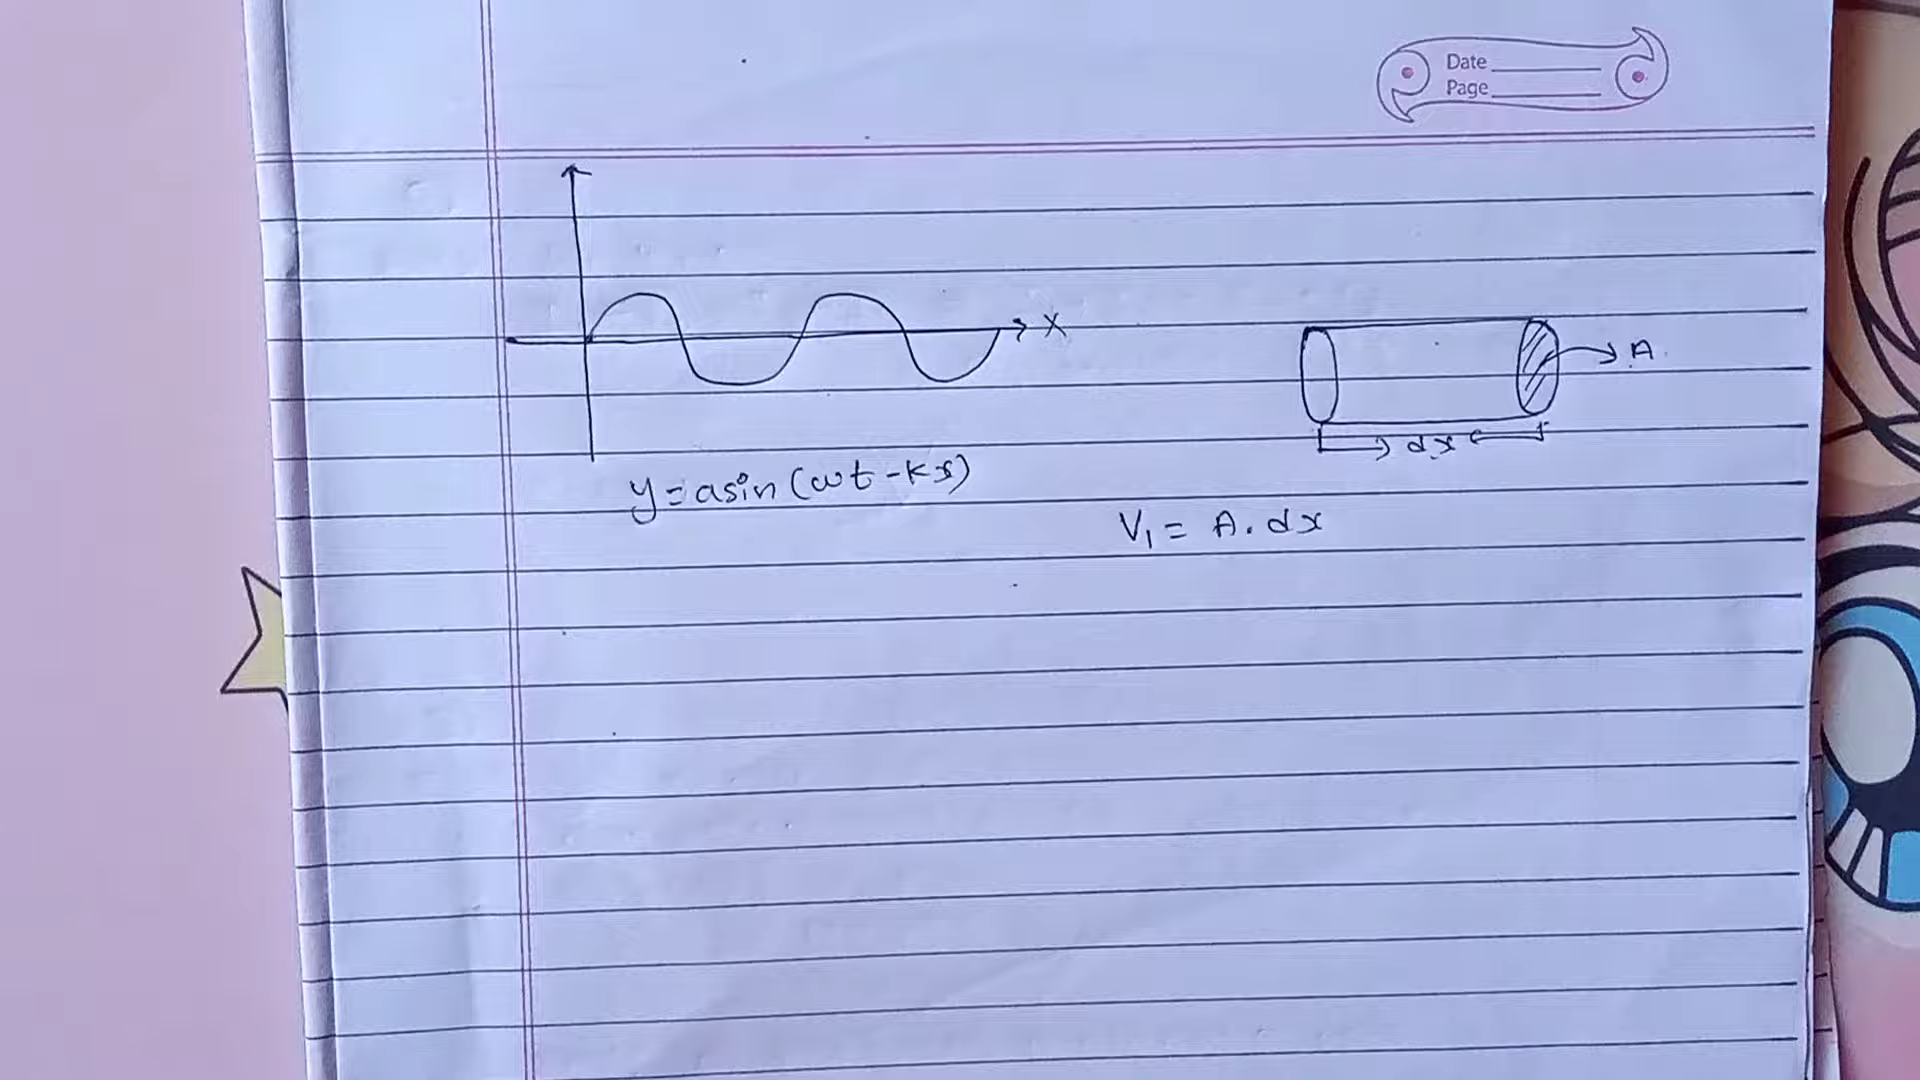 Date
Page
X
A
dx
y = a sin (ωt - kx)
V₁ = A. dx